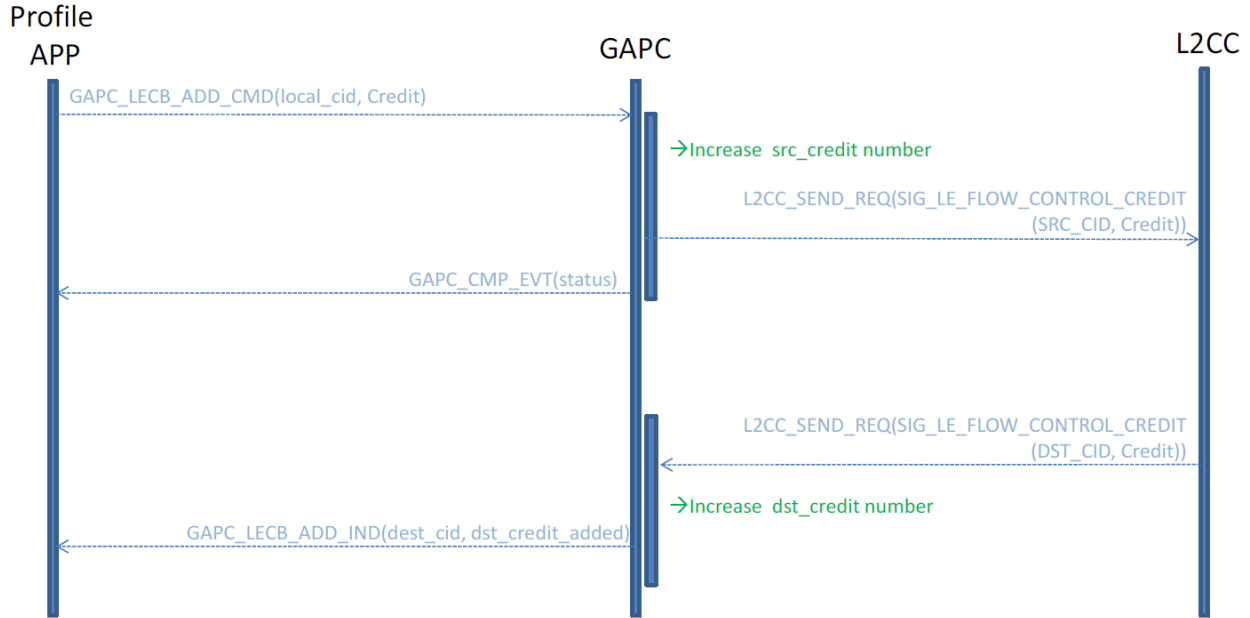 Profile
APP
GAPC
L2CC
GAPC_LECB_ADD_CMD(local_cid, Credit)
→Increase src_credit number
L2CC_SEND_REQ(SIG_LE_FLOW_CONTROL_CREDIT
(SRC_CID, Credit))
GAPC_CMP_EVT(status)
L2CC_SEND_REQ(SIG_LE_FLOW_CONTROL_CREDIT
(DST_CID, Credit))
→Increase dst_credit number
GAPC_LECB_ADD_IND(dest_cid, dst_credit_added)